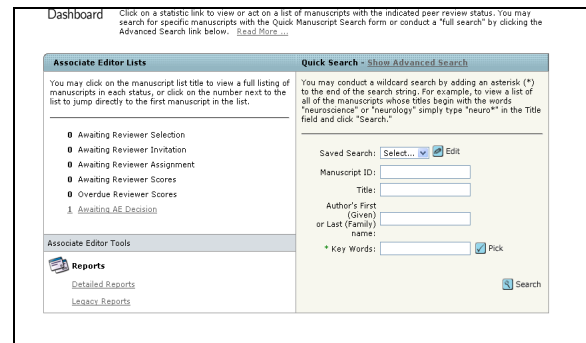 Dashboard
Click on a statistic link to view or act on a list of manuscripts with the indicated peer review status. You may
search for specific manuscripts with the Quick Manuscript Search form or conduct a "full search" by clicking the
Advanced Search link below. Read More ...
Associate Editor Lists
You may click on the manuscript list title to view a full listing of
manuscripts in each status, or click on the number next to the
list to jump directly to the first manuscript in the list.
0 Awaiting Reviewer Selection
0 Awaiting Reviewer Invitation
0 Awaiting Reviewer Assignment
0 Awaiting Reviewer Scores
0 Overdue Reviewer Scores
1 Awaiting AE Decision
Associate Editor Tools
Reports
Detailed Reports
Legacy Reports
Quick Search - Show Advanced Search
You may conduct a wildcard search by adding an asterisk (*)
to the end of the search string. For example, to view a list of
all of the manuscripts whose titles begin with the words
"neuroscience" or "neurology" simply type "neuro*" in the Title
field and click "Search."
Saved Search: Select... Edit
Manuscript ID:
Title:
Author's First
(Given)
or Last (Family)
name:
* Key Words: Pick
Search